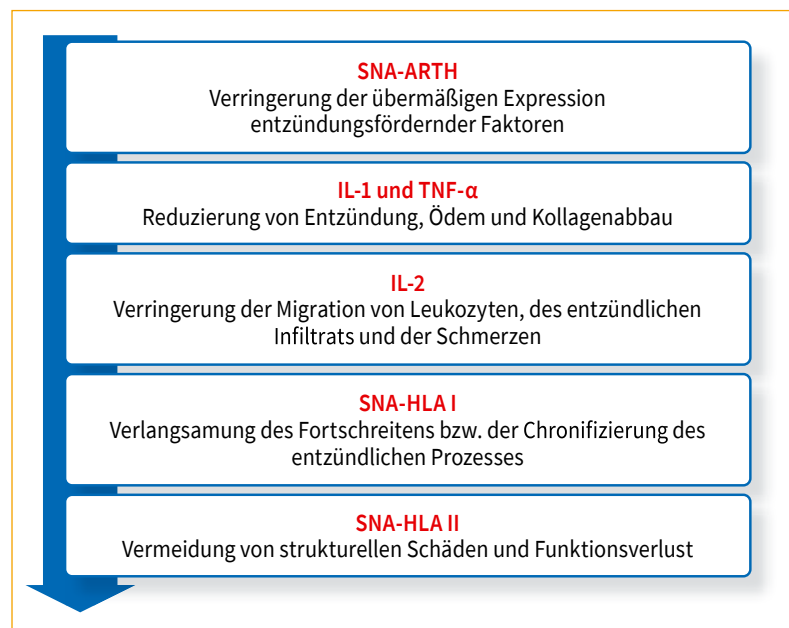 SNA-ARTH
Verringerung der übermäßigen Expression
entzündungsfördernder Faktoren
IL-1 und TNF-α
Reduzierung von Entzündung, Ödem und Kollagenabbau
IL-2
Verringerung der Migration von Leukozyten, des entzündlichen
Infiltrats und der Schmerzen
SNA-HLA I
Verlangsamung des Fortschreitens bzw. der Chronifizierung des
entzündlichen Prozesses
SNA-HLA II
Vermeidung von strukturellen Schäden und Funktionsverlust